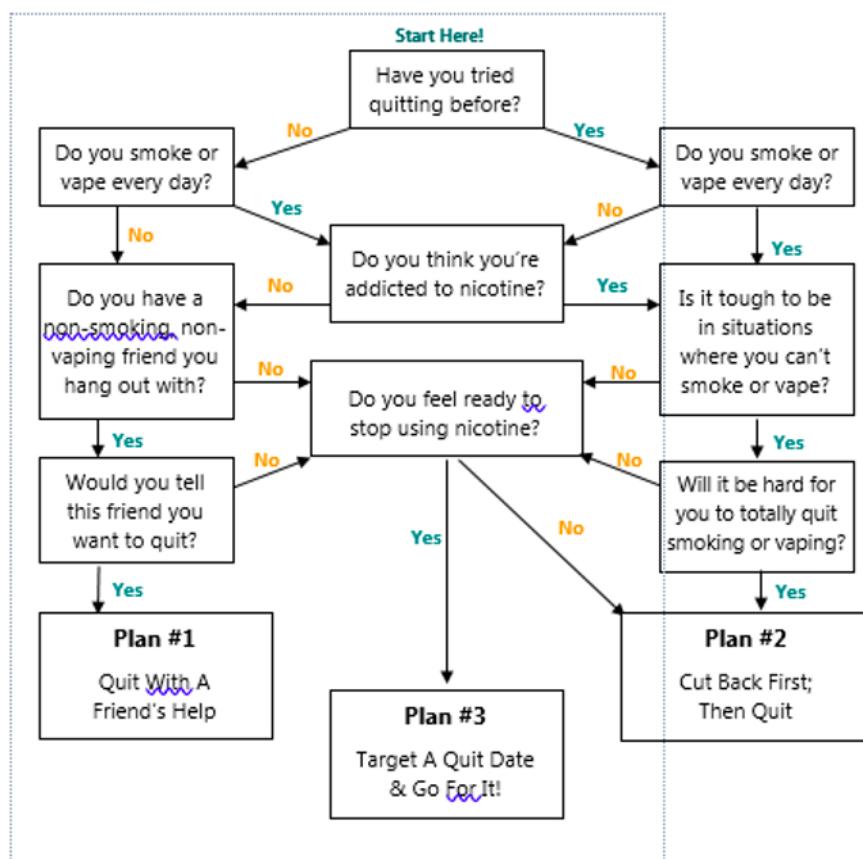 Start Here!
Have you tried
quitting before?
No
Yes
Do you smoke or
vape every day?
Do you smoke or
vape every day?
Yes
No
No
Yes
Do you think you're
addicted to nicotine?
No
Yes
Do you have a
non-smoking, non-
vaping friend you
hang out with?
Is it tough to be
in situations
where you can't
smoke or vape?
No
No
Do you feel ready to
stop using nicotine?
Yes
Yes
No
No
Would you tell
this friend you
want to quit?
Will it be hard for
you to totally quit
smoking or vaping?
Yes
No
Yes
Yes
Plan #1
Quit With A
Friend's Help
Plan #2
Cut Back First;
Then Quit
Plan #3
Target A Quit Date
& Go For It!